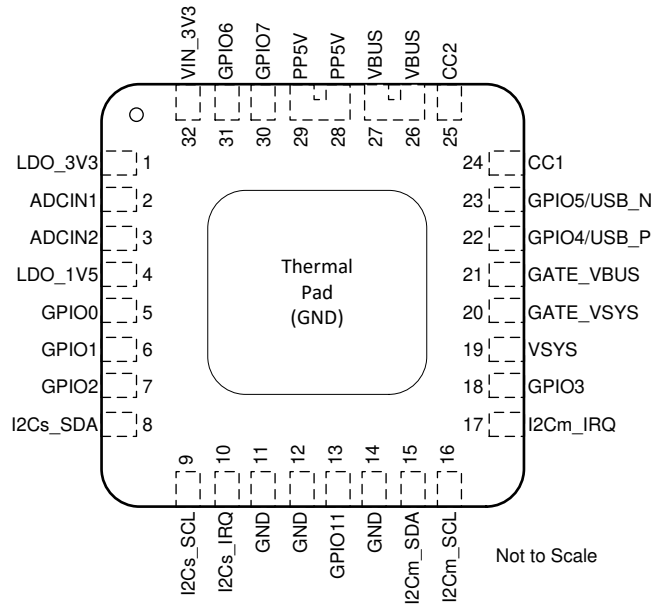 VIN_3V3
GPIO6
GPIO7
PP5V
PP5V
VBUS
VBUS
CC2
32
31
30
29
28
27
26
25
LDO_3V3 1
ADCIN1 2
ADCIN2 3
LDO_1V5 4
GPIO0 5
GPIO1 6
GPIO2 7
I2Cs_SDA 8
Thermal
Pad
(GND)
24 CC1
23 GPIO5/USB_N
22 GPIO4/USB_P
21 GATE_VBUS
20 GATE_VSYS
19 VSYS
18 GPIO3
17 I2Cm_IRQ
9
10
11
12
13
14
15
16
I2Cs_SCL
I2Cs_IRQ
GND
GND
GPIO11
GND
I2Cm_SDA
I2Cm_SCL
Not to Scale